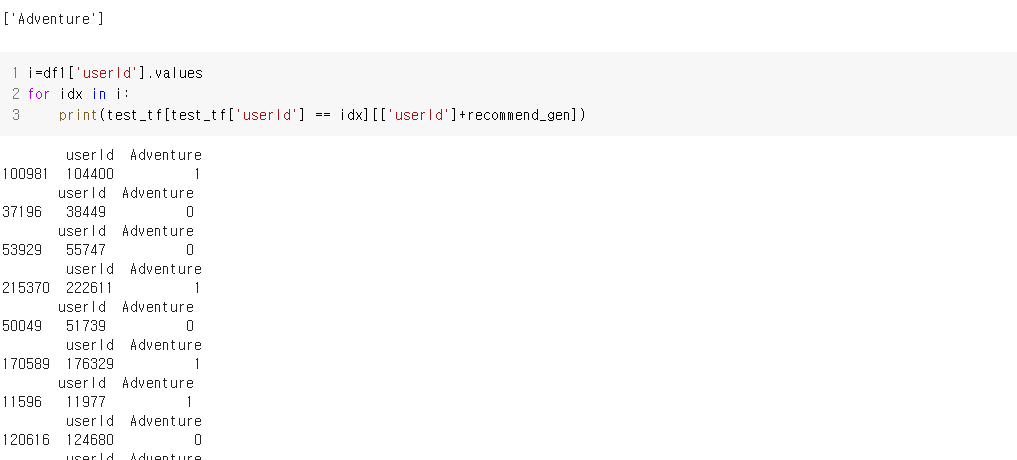 ['Adventure']
1 i=df1['userId'].values
2 for idx in i:
3     print(test_tf[test_tf['userId'] == idx][['userId']+recommend_gen])
userId Adventure
100981 104400 1
userId Adventure
37196 38449 0
userId Adventure
53929 55747 0
userId Adventure
215370 222611 1
userId Adventure
50049 51739 0
userId Adventure
170589 176329 1
userId Adventure
11596 11977 1
userId Adventure
120616 124680 0
userId Adventure